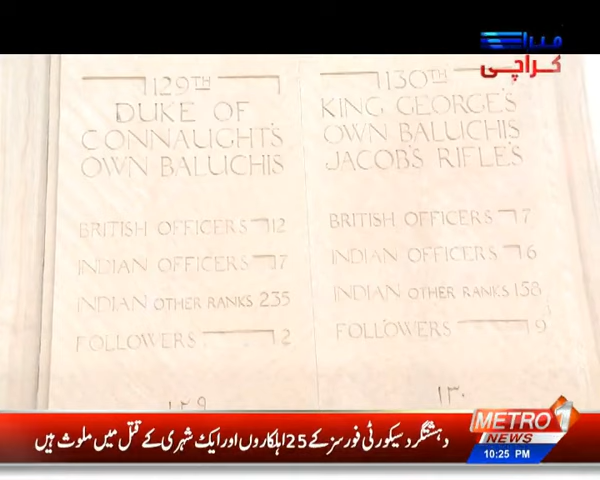 میرا
کراچی
129TH
DUKE OF
CONNAUGHT'S
OWN BALUCHIS
BRITISH OFFICERS 12
INDIAN OFFICERS 7
INDIAN OTHER RANKS 235
FOLLOWERS 2
۱۲۹
130TH
KING GEORGE'S
OWN BALUCHIS
JACOB'S RIFLES
BRITISH OFFICERS 7
INDIAN OFFICERS 6
INDIAN OTHER RANKS 158
FOLLOWERS 9
۱۳۰
دہشتگرد سیکورٹی فورسز کے 25 اہلکاروں اور ایک شہری کے قتل میں ملوث ہیں
METRO 1
NEWS
10:25 PM